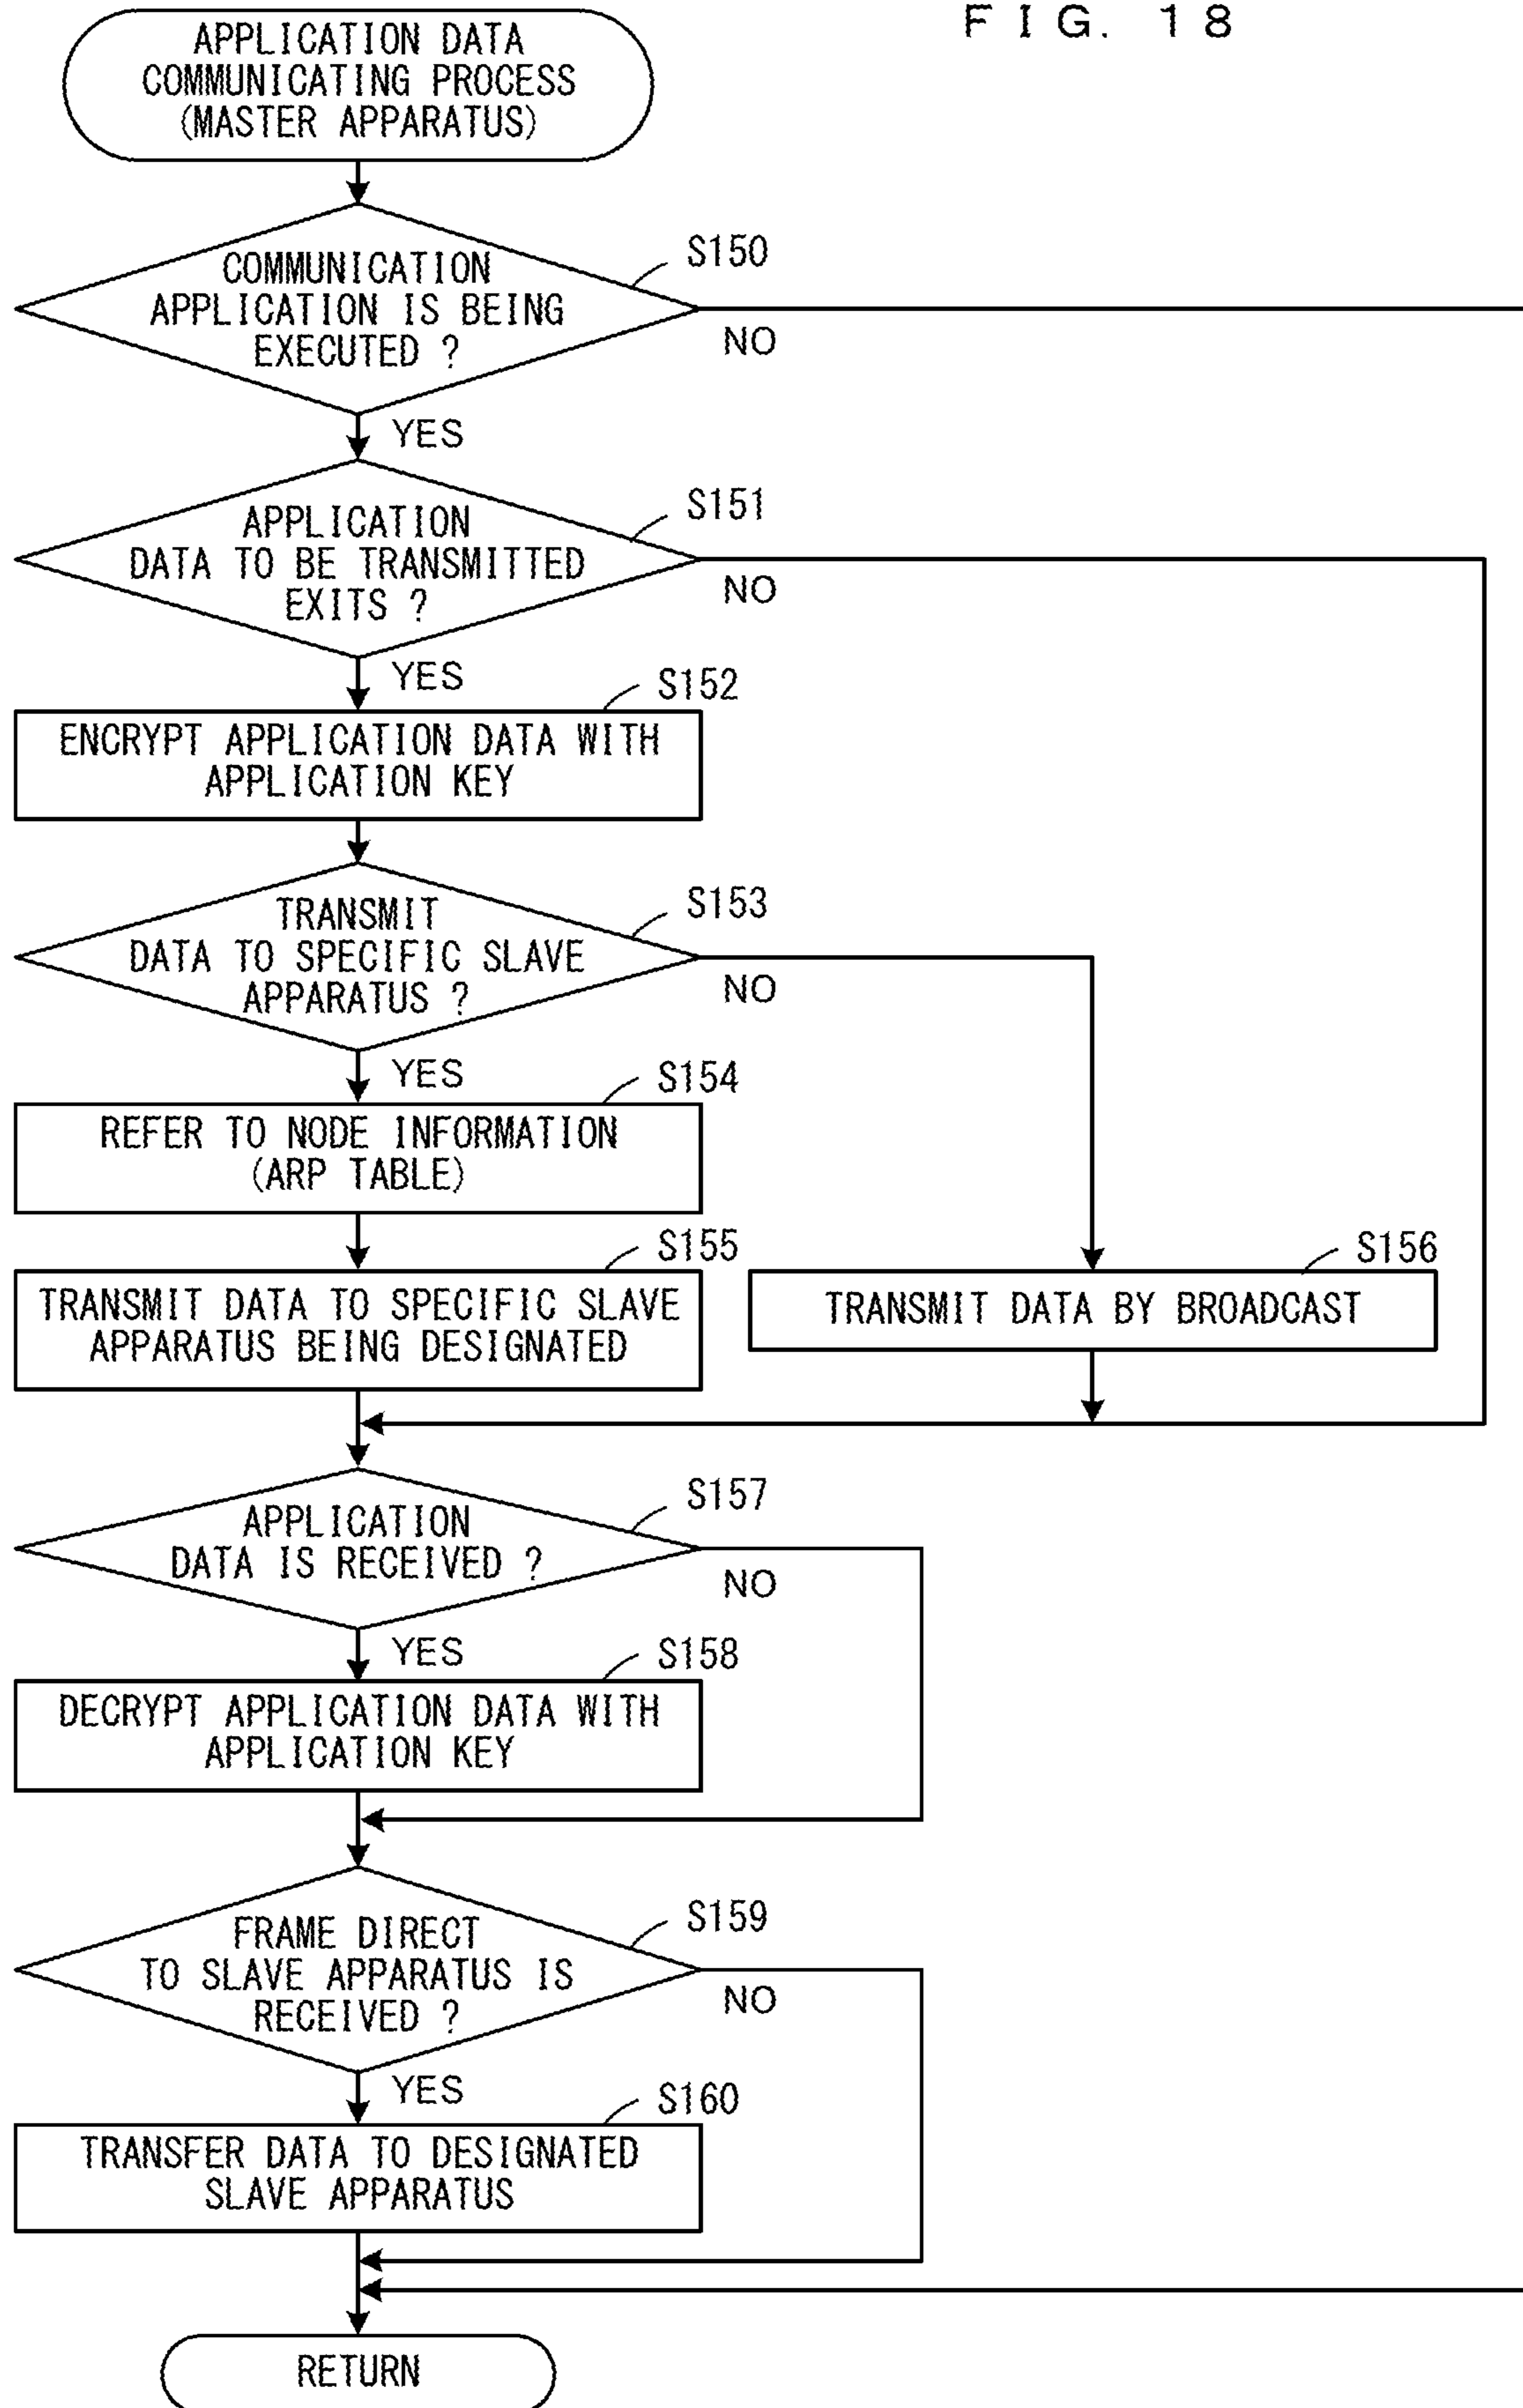 FIG. 18
APPLICATION DATA
COMMUNICATING PROCESS
(MASTER APPARATUS)
S150
COMMUNICATION
APPLICATION IS BEING
EXECUTED ?
NO
YES
S151
APPLICATION
DATA TO BE TRANSMITTED
EXITS ?
NO
YES
S152
ENCRYPT APPLICATION DATA WITH
APPLICATION KEY
S153
TRANSMIT
DATA TO SPECIFIC SLAVE
APPARATUS ?
NO
YES
S154
REFER TO NODE INFORMATION
(ARP TABLE)
S155
TRANSMIT DATA TO SPECIFIC SLAVE
APPARATUS BEING DESIGNATED
S156
TRANSMIT DATA BY BROADCAST
S157
APPLICATION
DATA IS RECEIVED ?
NO
YES
S158
DECRYPT APPLICATION DATA WITH
APPLICATION KEY
S159
FRAME DIRECT
TO SLAVE APPARATUS IS
RECEIVED ?
NO
YES
S160
TRANSFER DATA TO DESIGNATED
SLAVE APPARATUS
RETURN